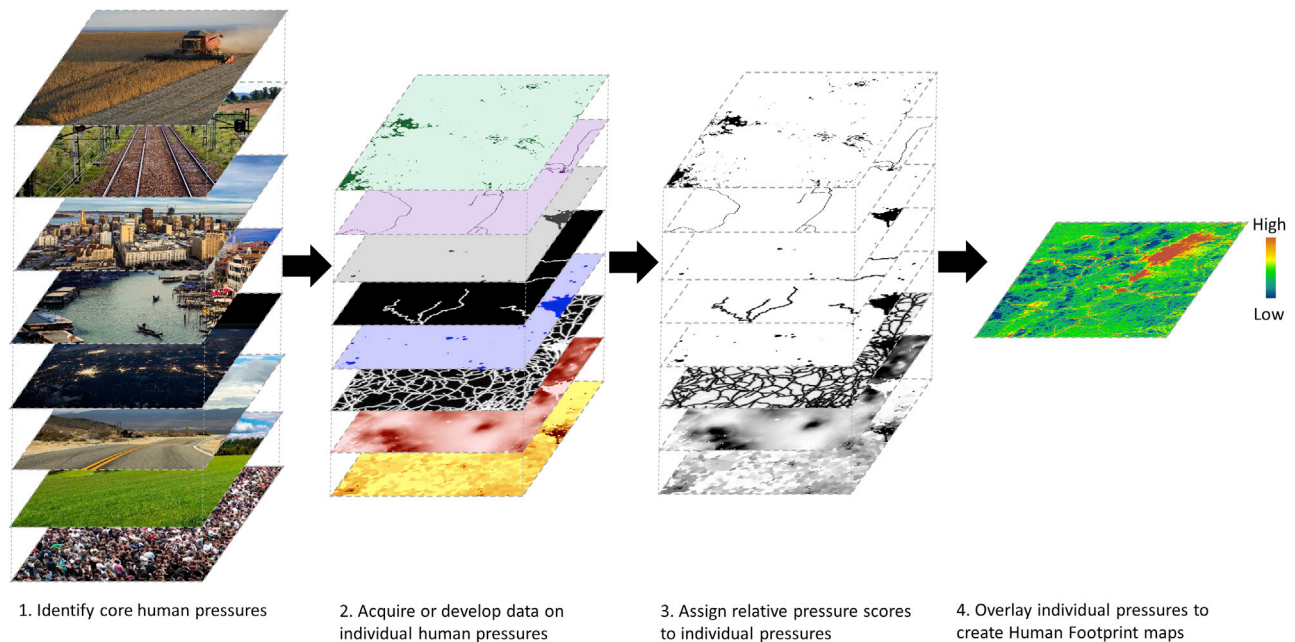 High
Low
1. Identify core human pressures
2. Acquire or develop data on
individual human pressures
3. Assign relative pressure scores
to individual pressures
4. Overlay individual pressures to
create Human Footprint maps